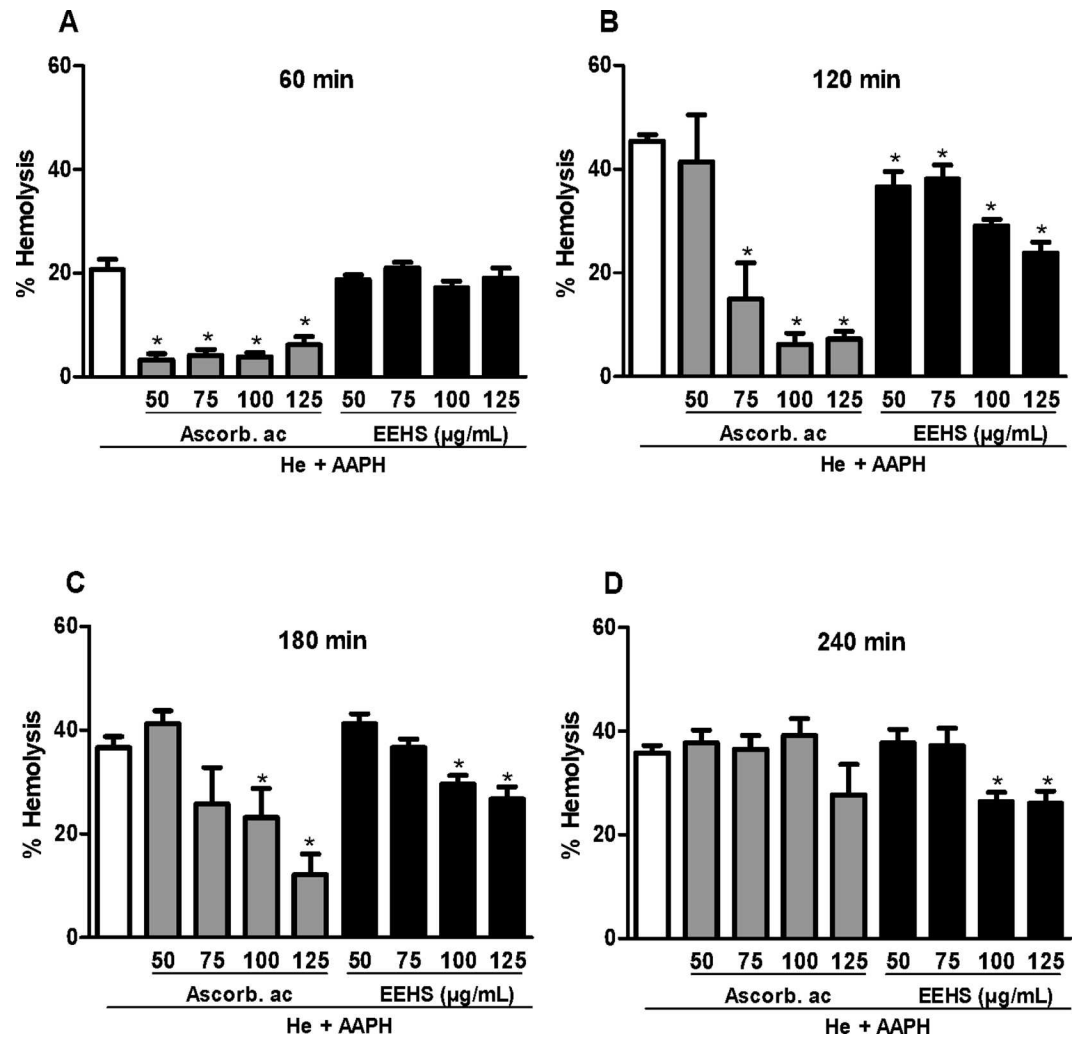 A
60 min
% Hemolysis
60
40
20
0
50 75 100 125 50 75 100 125
Ascorb. ac EEHS (µg/mL)
He + AAPH
B
120 min
% Hemolysis
60
40
20
0
* * * * * * *
50 75 100 125 50 75 100 125
Ascorb. ac EEHS (µg/mL)
He + AAPH
C
180 min
% Hemolysis
60
40
20
0
* * * *
50 75 100 125 50 75 100 125
Ascorb. ac EEHS (µg/mL)
He + AAPH
D
240 min
% Hemolysis
60
40
20
0
* *
50 75 100 125 50 75 100 125
Ascorb. ac EEHS (µg/mL)
He + AAPH